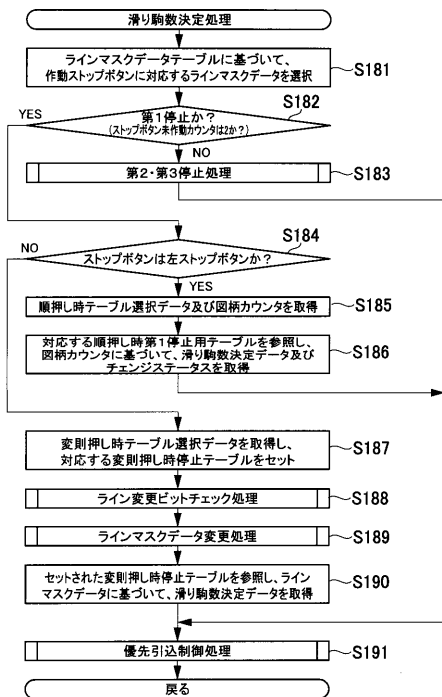 滑り駒数決定処理
ラインマスクデータテーブルに基づいて、
作動ストップボタンに対応するラインマスクデータを選択
S181
S182
YES
第1停止か?
(ストップボタン未作動カウンタは2か?)
NO
第2・第3停止処理
S183
S184
NO
ストップボタンは左ストップボタンか?
YES
順押し時テーブル選択データ及び図柄カウンタを取得
S185
対応する順押し時第1停止用テーブルを参照し、
図柄カウンタに基づいて、滑り駒数決定データ及び
チェンジステータスを取得
S186
変則押し時テーブル選択データを取得し、
対応する変則押し時停止テーブルをセット
S187
ライン変更ビットチェック処理
S188
ラインマスクデータ変更処理
S189
セットされた変則押し時停止テーブルを参照し、ライン
マスクデータに基づいて、滑り駒数決定データを取得
S190
優先引込制御処理
S191
戻る